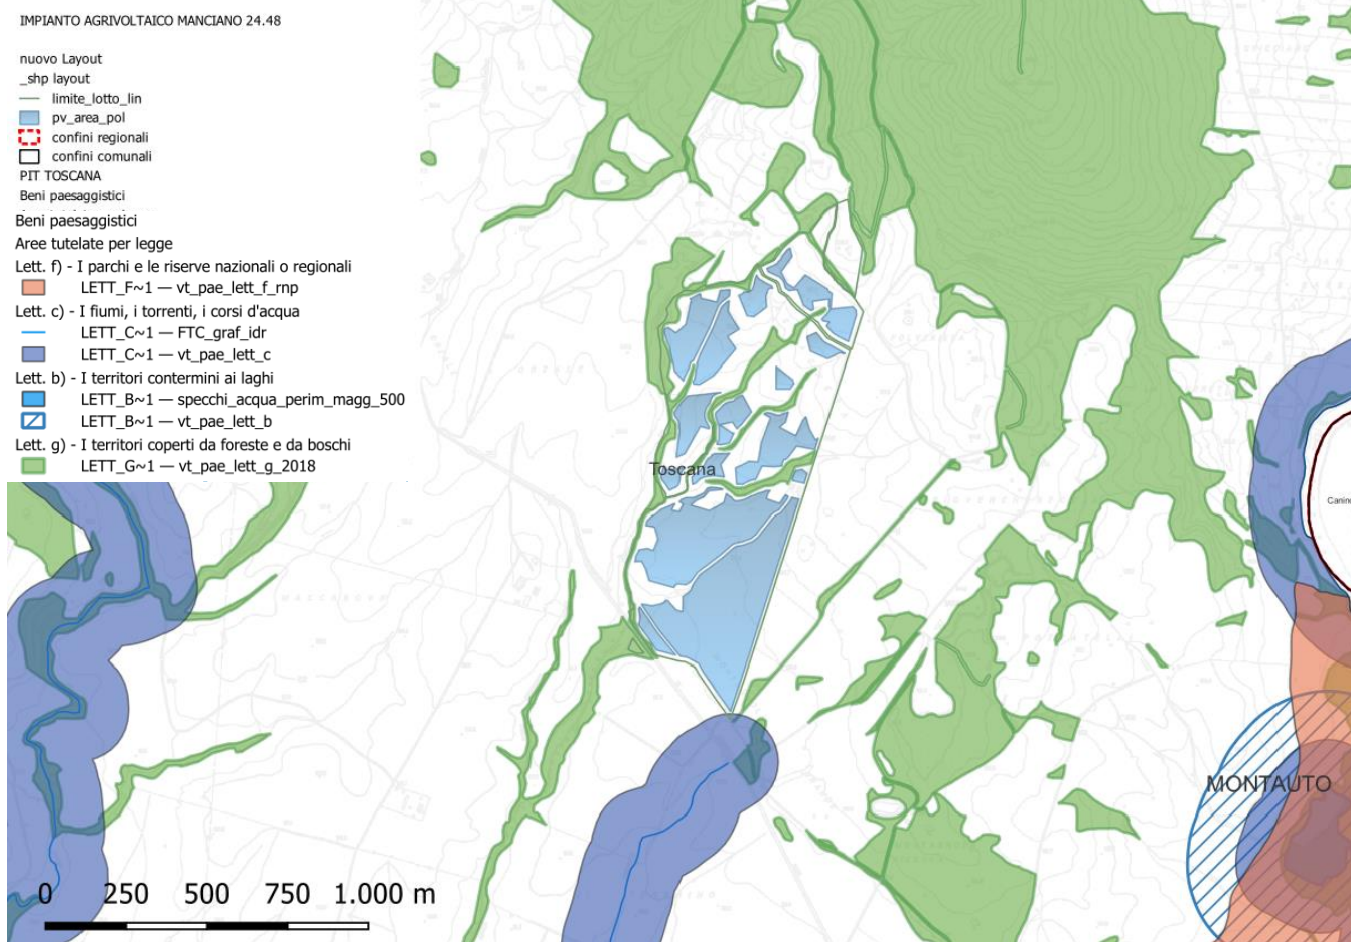 IMPIANTO AGRIVOLTAICO MANCIANO 24.48
nuovo Layout
_shp layout
limite_lotto_lin
pv_area_pol
confini regionali
confini comunali
PIT TOSCANA
Beni paesaggistici
Beni paesaggistici
Aree tutelate per legge
Lett. f) - I parchi e le riserve nazionali o regionali
LETT_F~1 — vt_pae_lett_f_rnp
Lett. c) - I fiumi, i torrenti, i corsi d'acqua
LETT_C~1 — FTC_graf_idr
LETT_C~1 — vt_pae_lett_c
Lett. b) - I territori contermini ai laghi
LETT_B~1 — specchi_acqua_perim_magg_500
LETT_B~1 — vt_pae_lett_b
Lett. g) - I territori coperti da foreste e da boschi
LETT_G~1 — vt_pae_lett_g_2018
Toscana
MONTAUTO
0 250 500 750 1.000 m